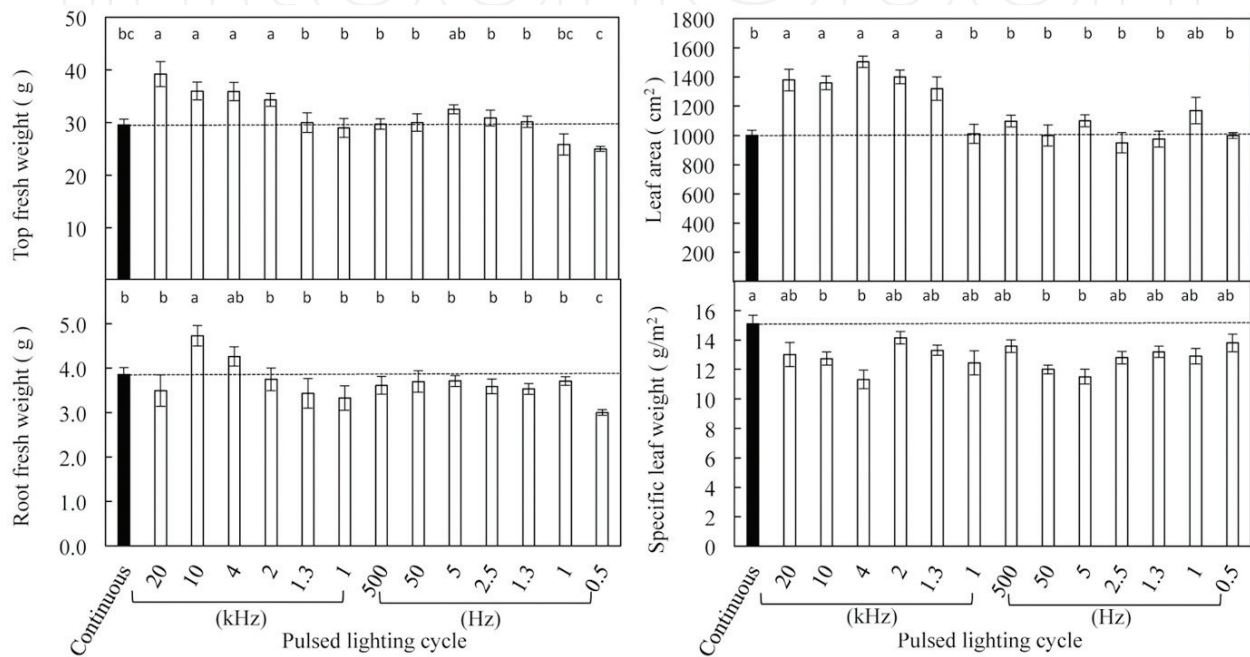 50
40
30
20
10
Top fresh weight ( g )
bc a a a a b b b b ab b b bc c
5.0
4.0
3.0
2.0
1.0
0.0
Root fresh weight ( g )
b b a ab b b b b b b b b b c
Continuous 20 10 4 2 1.3 1 500 50 5 2.5 1.3 1 0.5
(kHz) (Hz)
Pulsed lighting cycle
1800
1600
1400
1200
1000
800
600
400
200
Leaf area ( cm²)
b a a a a a b b b b b b ab b
16
14
12
10
8
6
4
2
0
Specific leaf weight ( g/m²)
a ab b b ab ab ab ab b b ab ab ab ab
Continuous 20 10 4 2 1.3 1 500 50 5 2.5 1.3 1 0.5
(kHz) (Hz)
Pulsed lighting cycle